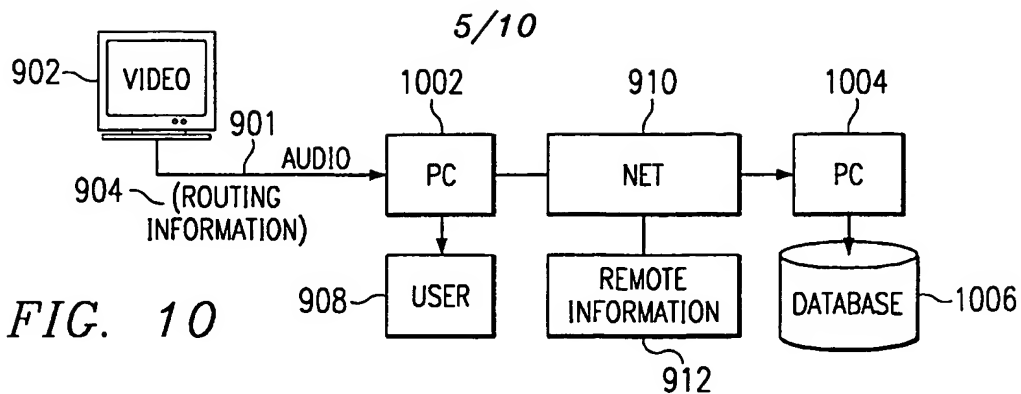 5/10
902
VIDEO
901
AUDIO
904
(ROUTING
INFORMATION)
1002
PC
910
NET
1004
PC
908
USER
REMOTE
INFORMATION
912
DATABASE
1006
FIG. 10